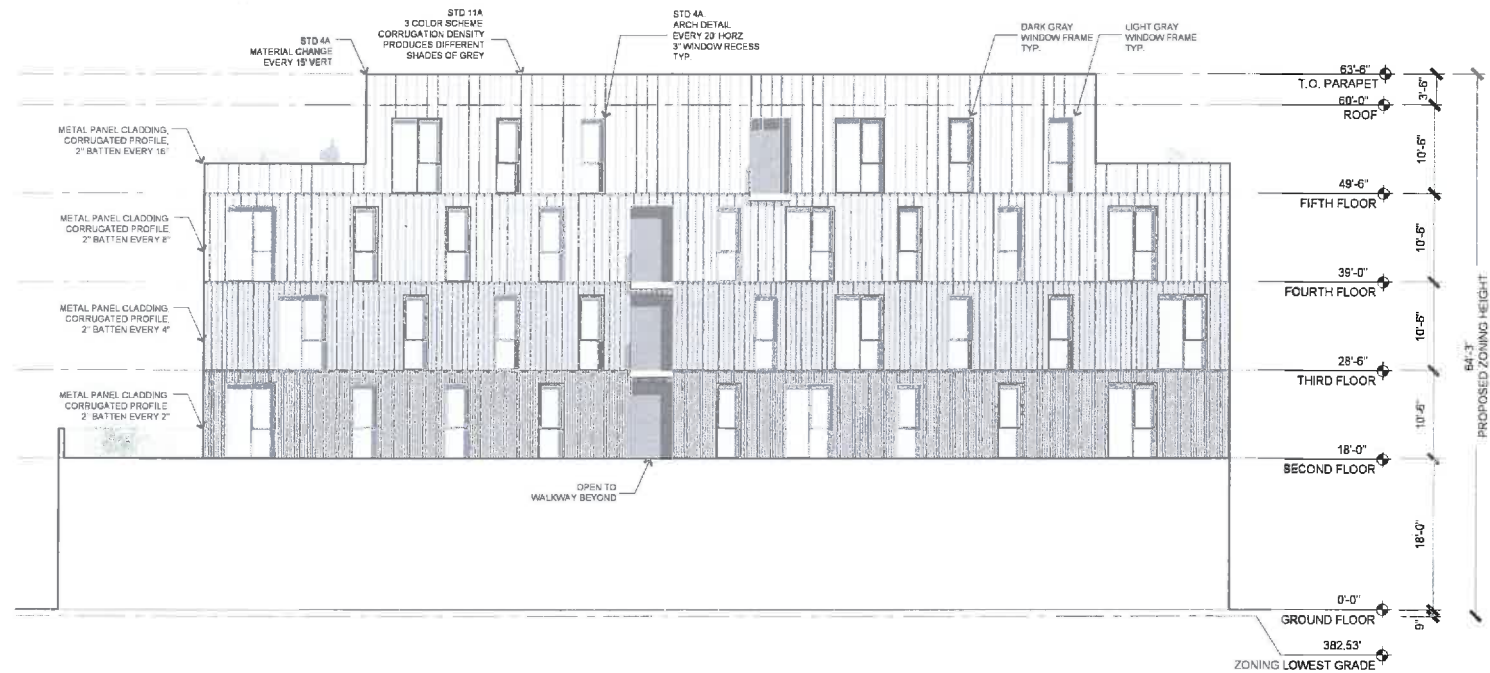 STD 4A
MATERIAL CHANGE
EVERY 15' VERT
STD 11A
3 COLOR SCHEME
CORRUGATION DENSITY
PRODUCES DIFFERENT
SHADES OF GREY
STD 4A
ARCH DETAIL
EVERY 20' HORZ
3" WINDOW RECESS
TYP.
DARK GRAY
WINDOW FRAME
TYP.
LIGHT GRAY
WINDOW FRAME
TYP.
METAL PANEL CLADDING,
CORRUGATED PROFILE,
2" BATTEN EVERY 16"
METAL PANEL CLADDING
CORRUGATED PROFILE,
2" BATTEN EVERY 8"
METAL PANEL CLADDING
CORRUGATED PROFILE,
2" BATTEN EVERY 4"
METAL PANEL CLADDING
CORRUGATED PROFILE
2" BATTEN EVERY 2"
OPEN TO
WALKWAY BEYOND
63'-6"
T.O. PARAPET
60'-0"
ROOF
49'-6"
FIFTH FLOOR
39'-0"
FOURTH FLOOR
28'-6"
THIRD FLOOR
18'-0"
SECOND FLOOR
0'-0"
GROUND FLOOR
382.53'
ZONING LOWEST GRADE
3'-6"
10'-6"
10'-6"
10'-6"
10'-6"
18'-0"
9"
64'-3"
PROPOSED ZONING HEIGHT